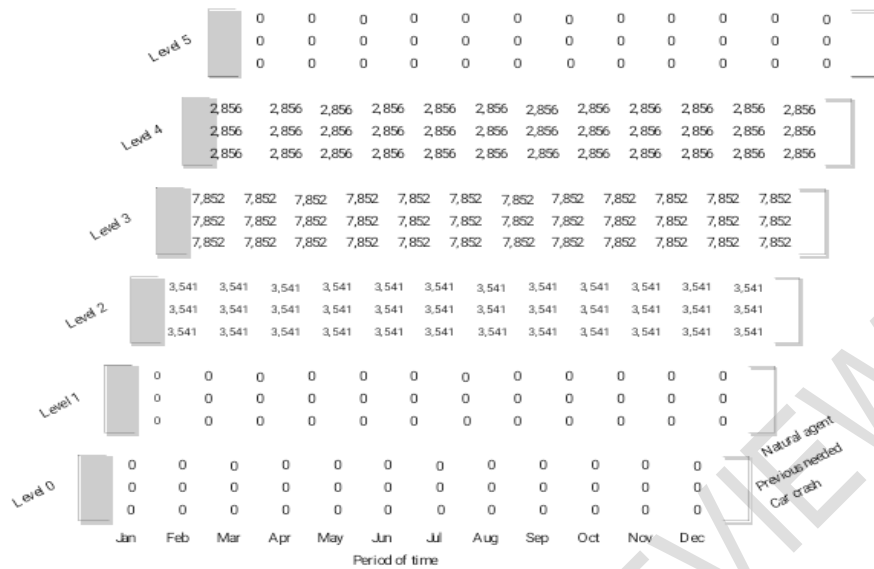 Level 5
0 0 0 0 0 0 0 0 0 0 0 0
0 0 0 0 0 0 0 0 0 0 0 0
0 0 0 0 0 0 0 0 0 0 0 0
Level 4
2,856 2,856 2,856 2,856 2,856 2,856 2,856 2,856 2,856 2,856 2,856 2,856
2,856 2,856 2,856 2,856 2,856 2,856 2,856 2,856 2,856 2,856 2,856 2,856
2,856 2,856 2,856 2,856 2,856 2,856 2,856 2,856 2,856 2,856 2,856 2,856
Level 3
7,852 7,852 7,852 7,852 7,852 7,852 7,852 7,852 7,852 7,852 7,852 7,852
7,852 7,852 7,852 7,852 7,852 7,852 7,852 7,852 7,852 7,852 7,852 7,852
7,852 7,852 7,852 7,852 7,852 7,852 7,852 7,852 7,852 7,852 7,852 7,852
Level 2
3,541 3,541 3,541 3,541 3,541 3,541 3,541 3,541 3,541 3,541 3,541 3,541
3,541 3,541 3,541 3,541 3,541 3,541 3,541 3,541 3,541 3,541 3,541 3,541
3,541 3,541 3,541 3,541 3,541 3,541 3,541 3,541 3,541 3,541 3,541 3,541
Level 1
0 0 0 0 0 0 0 0 0 0 0 0
0 0 0 0 0 0 0 0 0 0 0 0
0 0 0 0 0 0 0 0 0 0 0 0
Level 0
0 0 0 0 0 0 0 0 0 0 0 0
0 0 0 0 0 0 0 0 0 0 0 0
0 0 0 0 0 0 0 0 0 0 0 0
Natural agent
Previous needed
Car crash
Jan Feb Mar Apr May Jun Jul Aug Sep Oct Nov Dec
Period of time
VIEW